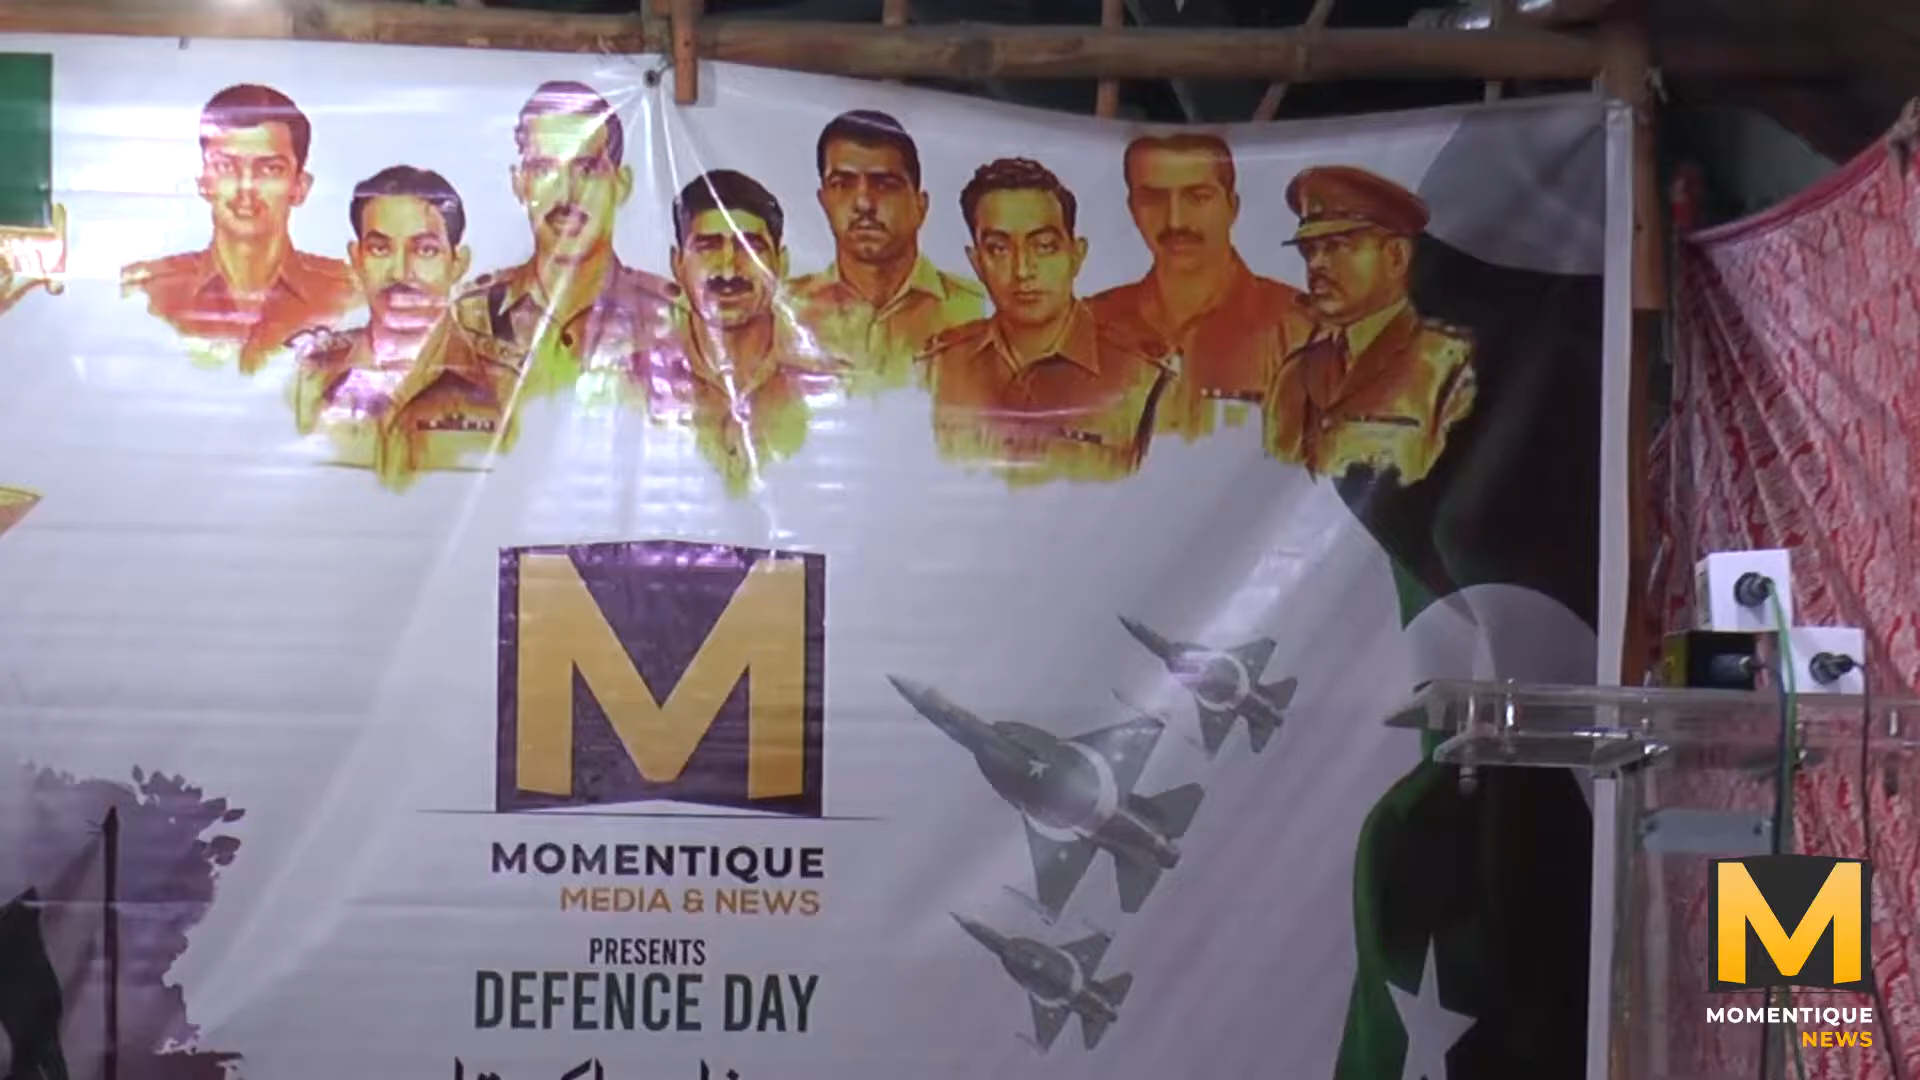 M
MOMENTIQUE
MEDIA & NEWS
PRESENTS
DEFENCE DAY
M
MOMENTIQUE
NEWS